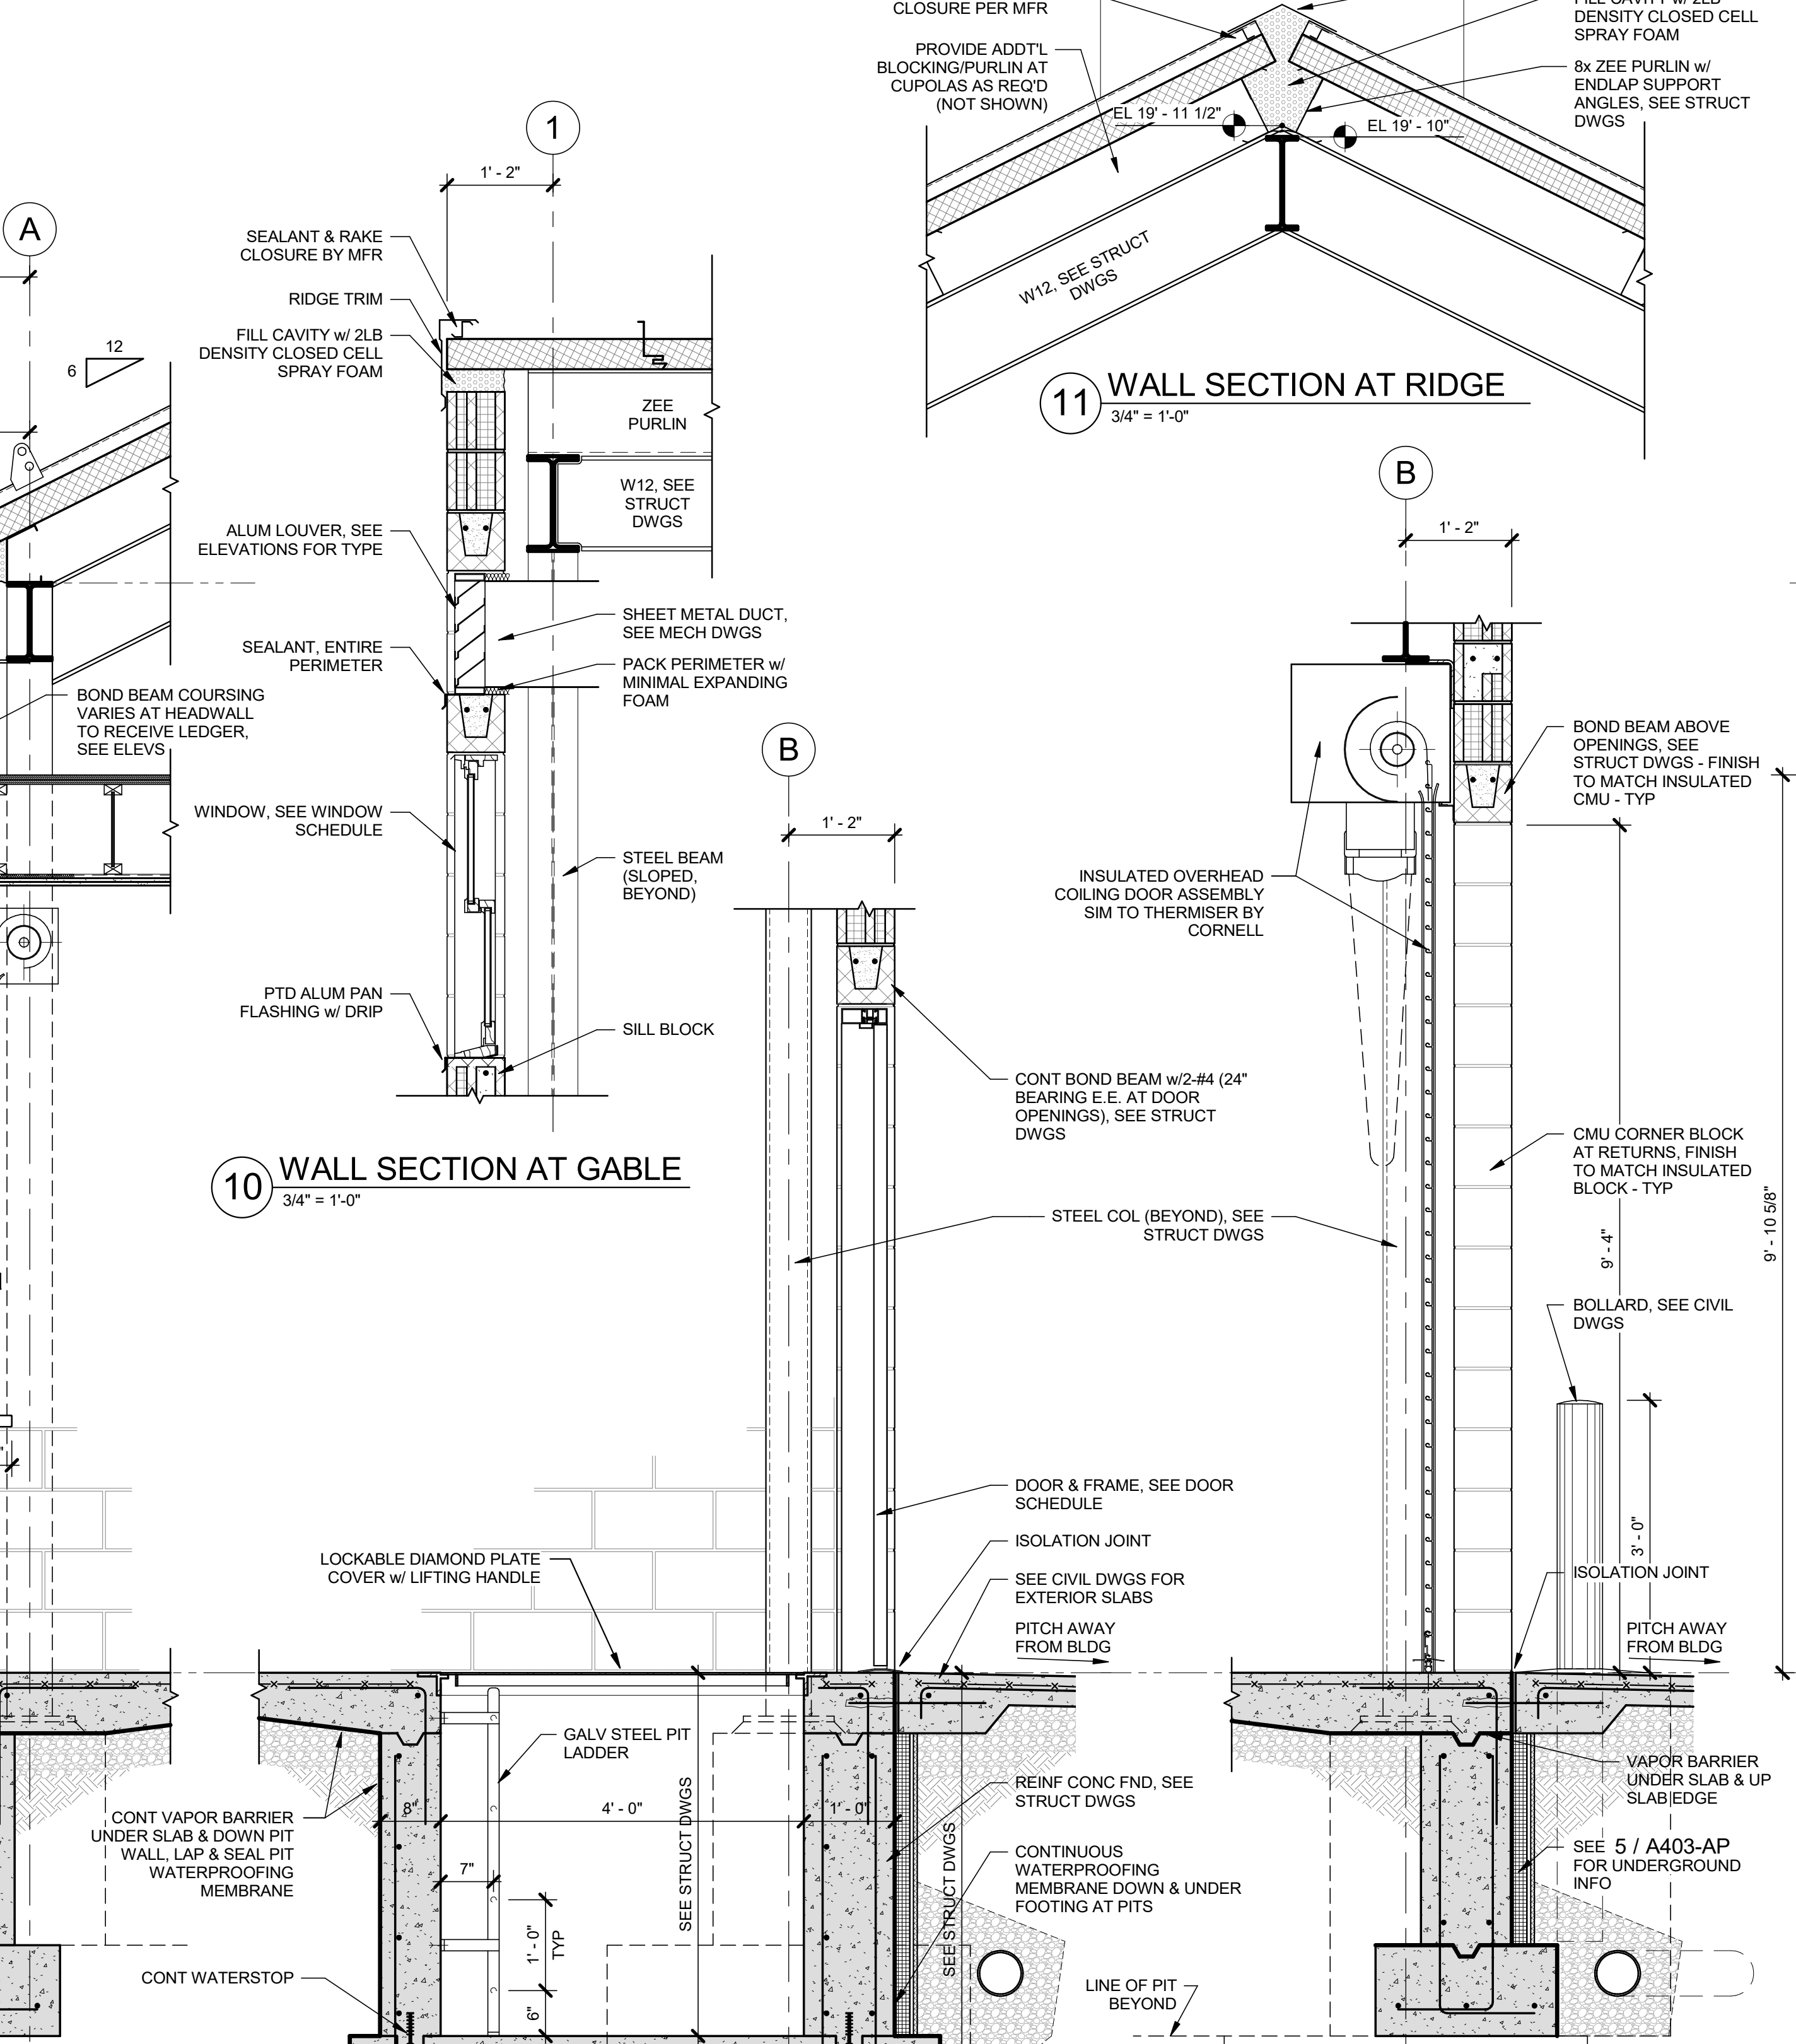 CLOSURE PER MFR
PROVIDE ADDT'L
BLOCKING/PURLIN AT
CUPOLAS AS REQ'D
(NOT SHOWN)
FILL CAVITY w/ 2LB
DENSITY CLOSED CELL
SPRAY FOAM
8x ZEE PURLIN w/
ENDLAP SUPPORT
ANGLES, SEE STRUCT
DWGS
EL 19' - 11 1/2"
EL 19' - 10"
W12, SEE STRUCT
DWGS
11
WALL SECTION AT RIDGE
3/4" = 1'-0"
A
12
6
BOND BEAM COURSING
VARIES AT HEADWALL
TO RECEIVE LEDGER,
SEE ELEVS
1
1' - 2"
SEALANT & RAKE
CLOSURE BY MFR
RIDGE TRIM
FILL CAVITY w/ 2LB
DENSITY CLOSED CELL
SPRAY FOAM
ZEE
PURLIN
W12, SEE
STRUCT
DWGS
ALUM LOUVER, SEE
ELEVATIONS FOR TYPE
SHEET METAL DUCT,
SEE MECH DWGS
SEALANT, ENTIRE
PERIMETER
PACK PERIMETER w/
MINIMAL EXPANDING
FOAM
WINDOW, SEE WINDOW
SCHEDULE
STEEL BEAM
(SLOPED,
BEYOND)
PTD ALUM PAN
FLASHING w/ DRIP
SILL BLOCK
10
WALL SECTION AT GABLE
3/4" = 1'-0"
B
1' - 2"
CONT BOND BEAM w/2-#4 (24"
BEARING E.E. AT DOOR
OPENINGS), SEE STRUCT
DWGS
STEEL COL (BEYOND), SEE
STRUCT DWGS
DOOR & FRAME, SEE DOOR
SCHEDULE
ISOLATION JOINT
SEE CIVIL DWGS FOR
EXTERIOR SLABS
PITCH AWAY
FROM BLDG
LOCKABLE DIAMOND PLATE
COVER w/ LIFTING HANDLE
GALV STEEL PIT
LADDER
8"
4' - 0"
1' - 0"
7"
1' - 0"
TYP
6"
SEE STRUCT DWGS
SEE STRUCT DWGS
CONT VAPOR BARRIER
UNDER SLAB & DOWN PIT
WALL, LAP & SEAL PIT
WATERPROOFING
MEMBRANE
CONT WATERSTOP
REINF CONC FND, SEE
STRUCT DWGS
CONTINUOUS
WATERPROOFING
MEMBRANE DOWN & UNDER
FOOTING AT PITS
LINE OF PIT
BEYOND
B
1' - 2"
BOND BEAM ABOVE
OPENINGS, SEE
STRUCT DWGS - FINISH
TO MATCH INSULATED
CMU - TYP
INSULATED OVERHEAD
COILING DOOR ASSEMBLY
SIM TO THERMISER BY
CORNELL
CMU CORNER BLOCK
AT RETURNS, FINISH
TO MATCH INSULATED
BLOCK - TYP
9' - 4"
9' - 10 5/8"
BOLLARD, SEE CIVIL
DWGS
3' - 0"
ISOLATION JOINT
PITCH AWAY
FROM BLDG
VAPOR BARRIER
UNDER SLAB & UP
SLAB EDGE
SEE 5 / A403-AP
FOR UNDERGROUND
INFO